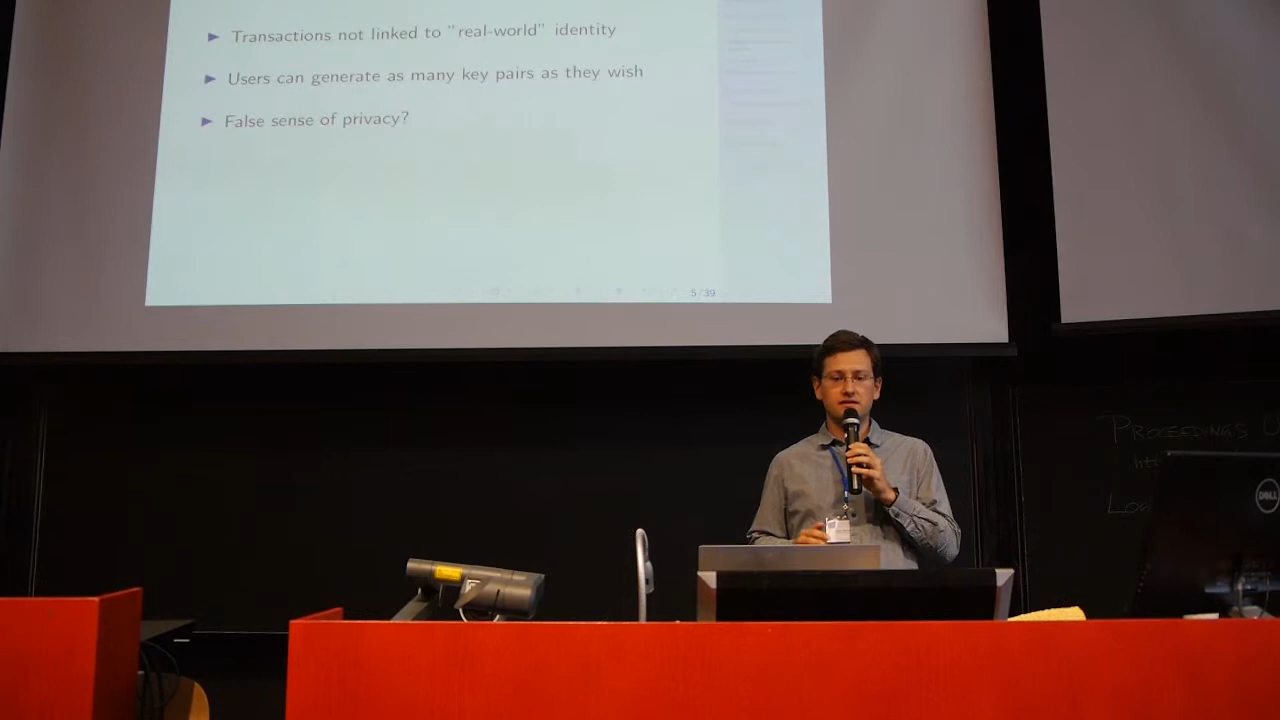 Transactions not linked to "real-world" identity
Users can generate as many key pairs as they wish
False sense of privacy?
5/39
PROCEEDINGS
DELL